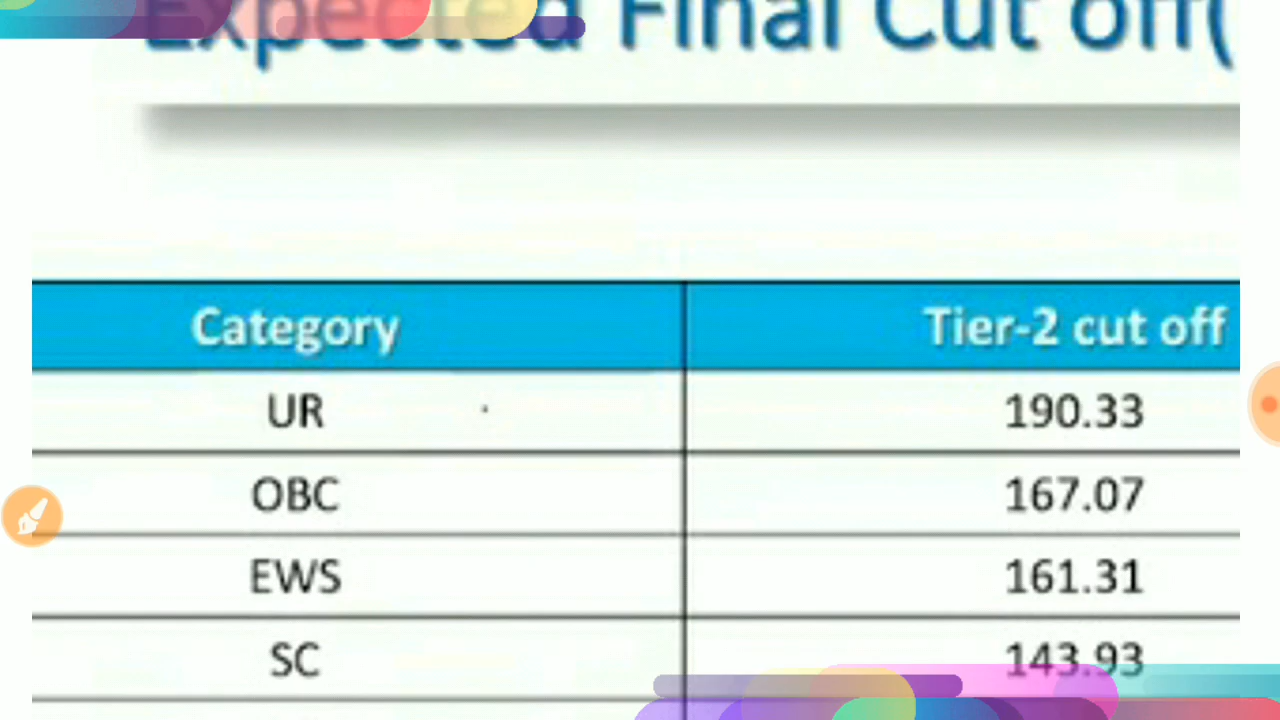 Expected Final Cut off(
Category Tier-2 cut off
UR 190.33
OBC 167.07
EWS 161.31
SC 143.93